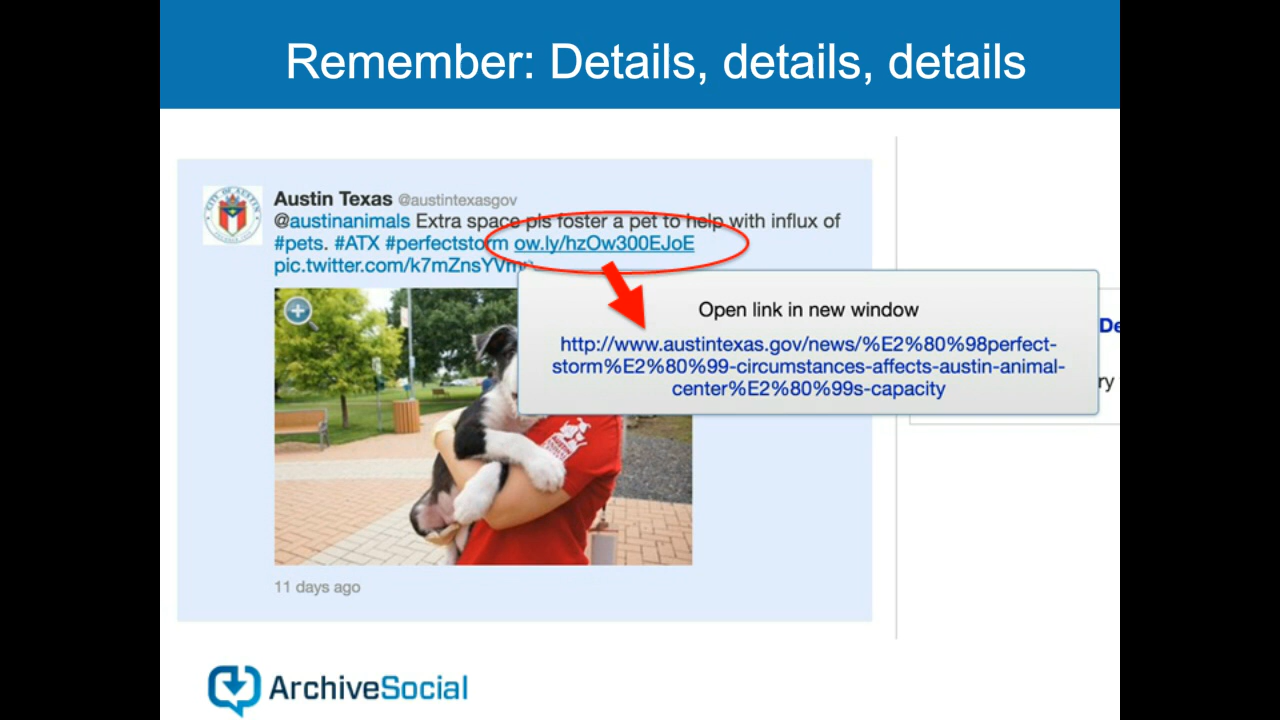 Remember: Details, details, details
Austin Texas @austintexasgov
@austinanimals Extra space pls foster a pet to help with influx of
#pets. #ATX #perfectstorm ow.ly/hzOw300EJoE
pic.twitter.com/k7mZnsYVm
Open link in new window
http://www.austintexas.gov/news/%E2%80%98perfect-
storm%E2%80%99-circumstances-affects-austin-animal-
center%E2%80%99s-capacity
De
ry
11 days ago
ArchiveSocial